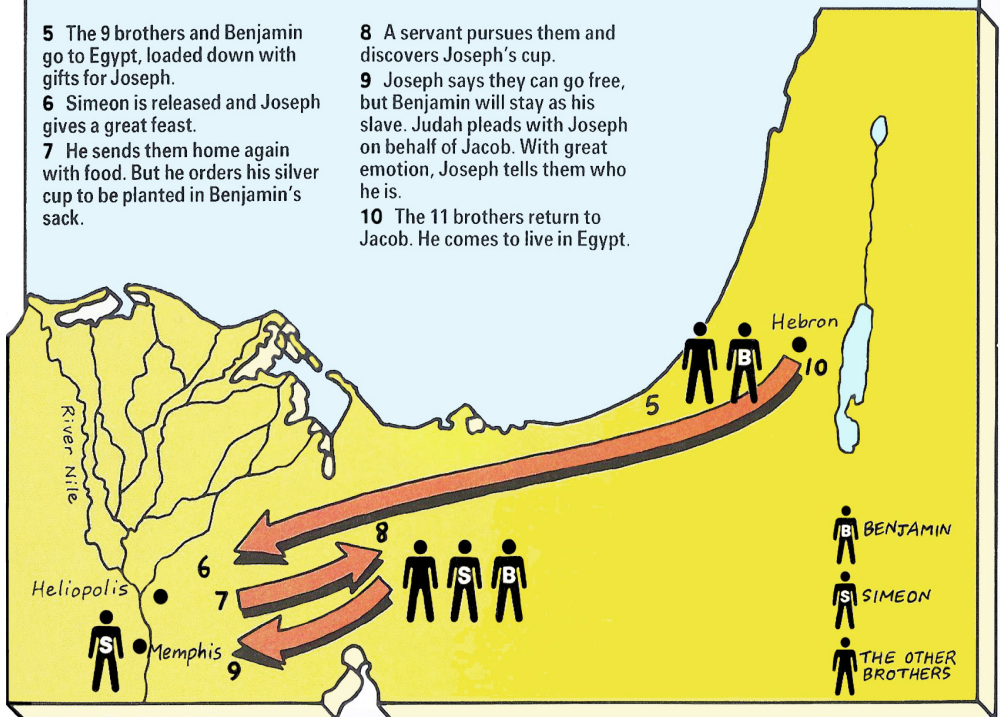 5 The 9 brothers and Benjamin
go to Egypt, loaded down with
gifts for Joseph.
6 Simeon is released and Joseph
gives a great feast.
7 He sends them home again
with food. But he orders his silver
cup to be planted in Benjamin's
sack.
8 A servant pursues them and
discovers Joseph's cup.
9 Joseph says they can go free,
but Benjamin will stay as his
slave. Judah pleads with Joseph
on behalf of Jacob. With great
emotion, Joseph tells them who
he is.
10 The 11 brothers return to
Jacob. He comes to live in Egypt.
Hebron
B
10
5
River Nile
8
6
S B
7
Heliopolis
S
Memphis
9
B BENJAMIN
S SIMEON
THE OTHER
BROTHERS